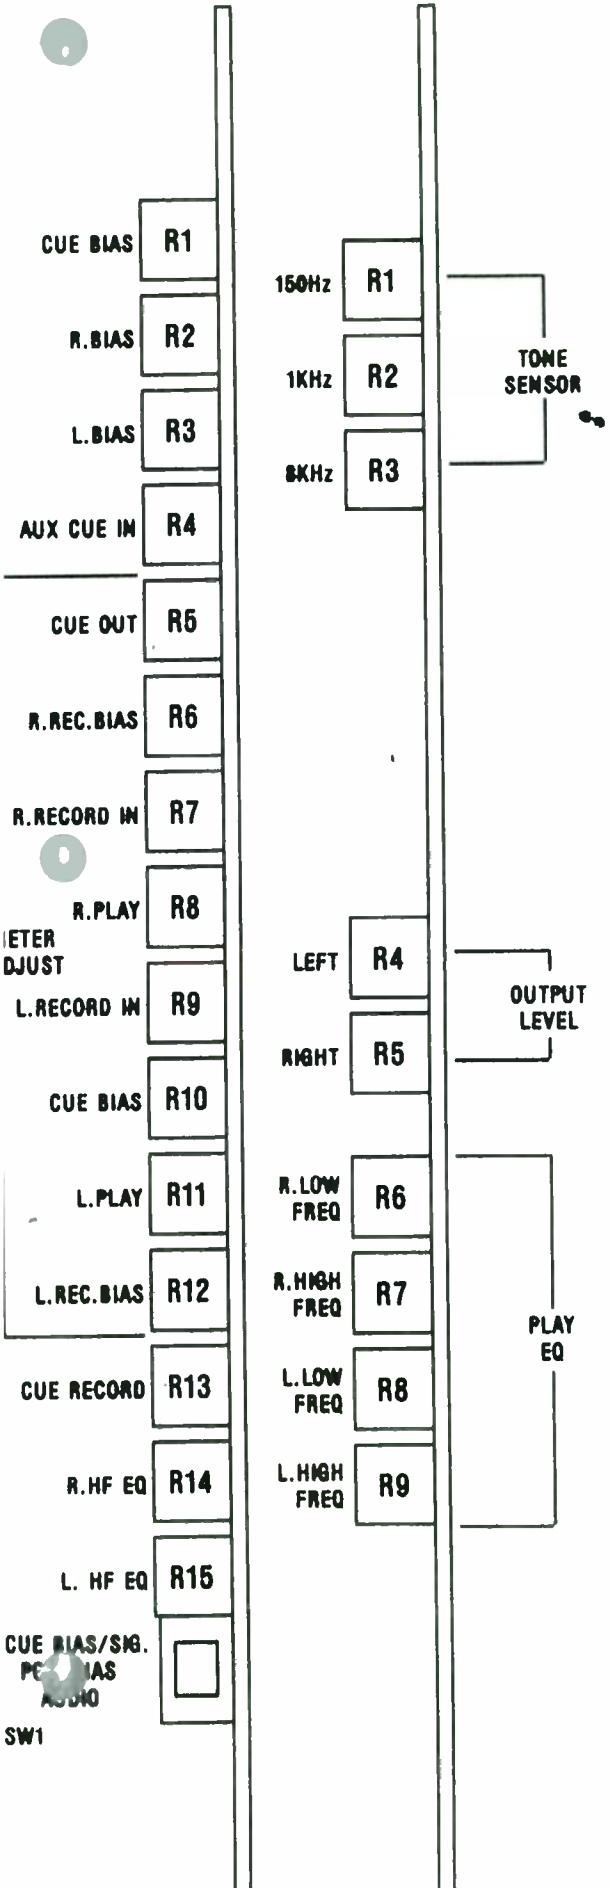 CUE BIAS R1
R.BIAS R2
L.BIAS R3
AUX CUE IN R4
CUE OUT R5
R.REC.BIAS R6
R.RECORD IN R7
R.PLAY R8
IETER
DJUST
L.RECORD IN R9
CUE BIAS R10
L.PLAY R11
L.REC.BIAS R12
CUE RECORD R13
R.HF EQ R14
L. HF EQ R15
CUE BIAS/SIG.
SW1
150Hz R1
1KHz R2
8KHz R3
TONE
SENSOR
LEFT R4
RIGHT R5
OUTPUT
LEVEL
R.LOW
FREQ R6
R.HIGH
FREQ R7
L.LOW
FREQ R8
L.HIGH
FREQ R9
PLAY
EQ